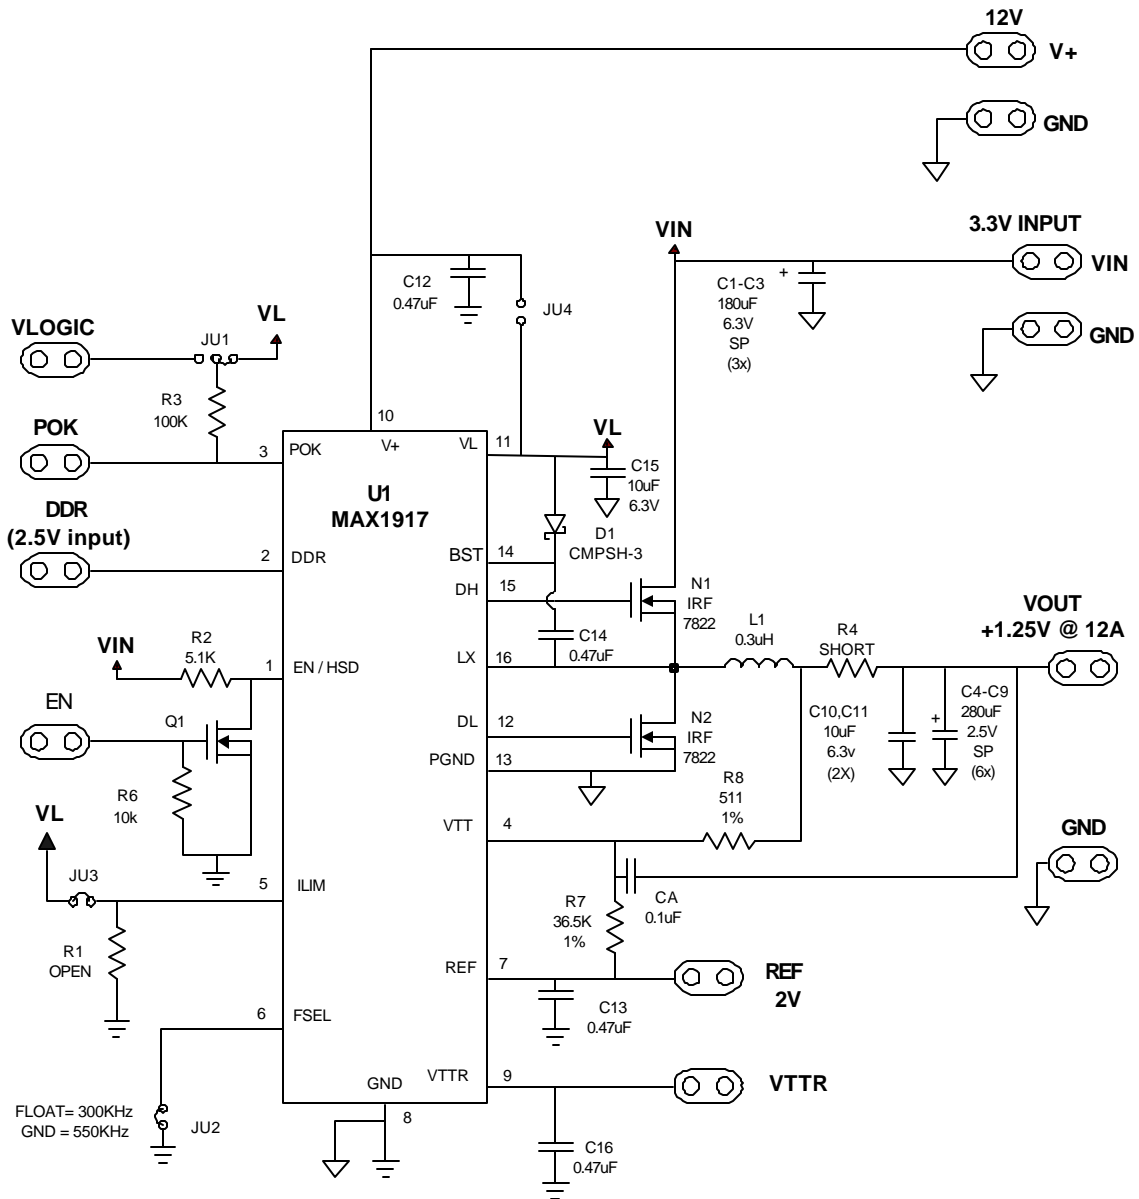 12V
V+
GND
3.3V INPUT
VIN
VIN
GND
C12
0.47uF
JU4
C1-C3
180uF
6.3V
SP
(3x)
VLOGIC
JU1
VL
R3
100K
POK
3
POK
10
V+
VL
11
VL
C15
10uF
6.3V
U1
MAX1917
DDR
(2.5V input)
2
DDR
BST
14
D1
CMPSH-3
DH
15
N1
IRF
7822
C14
0.47uF
LX
16
L1
0.3uH
R4
SHORT
VOUT
+1.25V @ 12A
VIN
R2
5.1K
1
EN / HSD
EN
Q1
R6
10k
DL
12
PGND
13
N2
IRF
7822
C10,C11
10uF
6.3v
(2X)
C4-C9
280uF
2.5V
SP
(6x)
R8
511
1%
VTT
4
GND
VL
JU3
5
ILIM
R1
OPEN
R7
36.5K
1%
CA
0.1uF
REF
7
REF
2V
C13
0.47uF
6
FSEL
VTTR
9
VTTR
GND
8
FLOAT= 300KHz
GND = 550KHz
JU2
C16
0.47uF